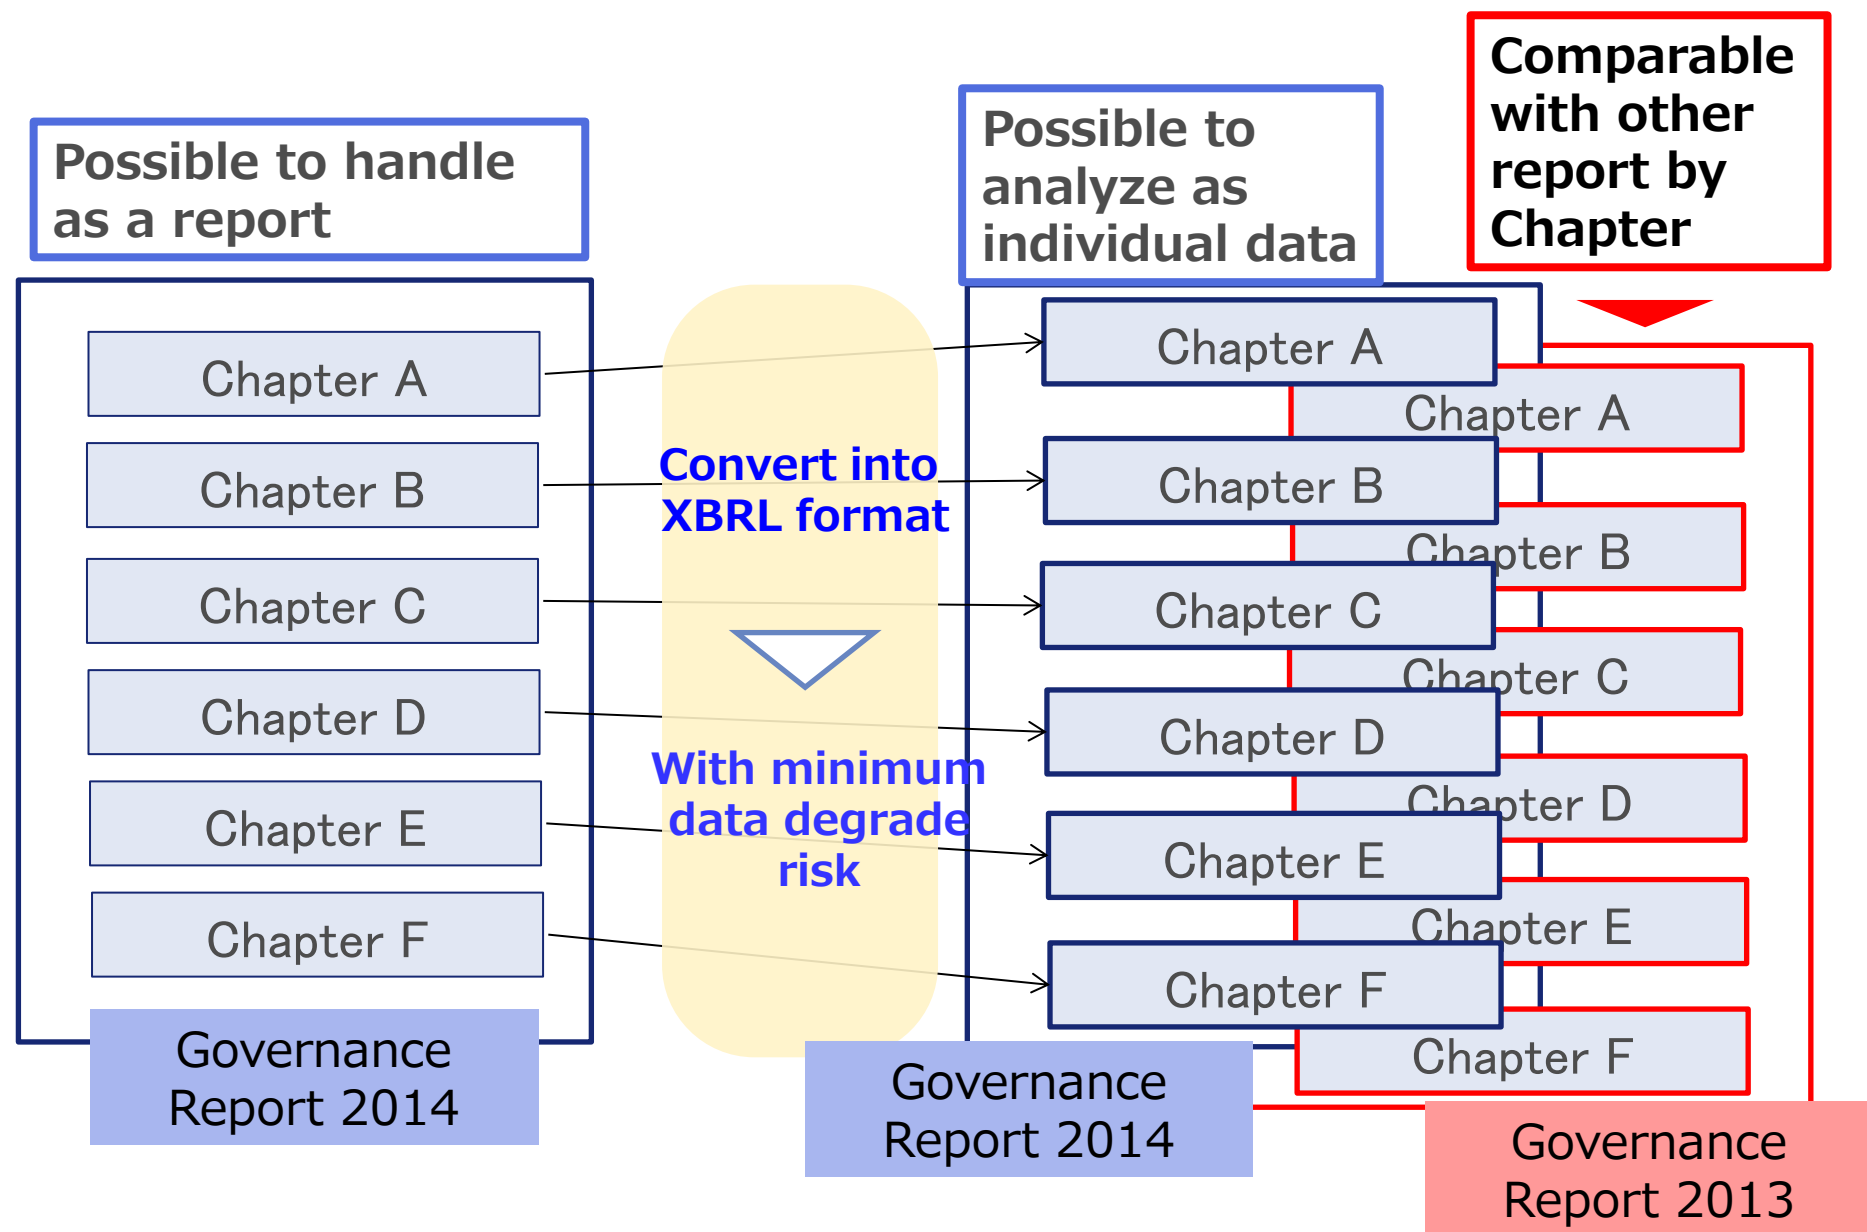 Possible to handle
as a report
Chapter A
Chapter B
Chapter C
Chapter D
Chapter E
Chapter F
Governance
Report 2014
Convert into
XBRL format
With minimum
data degrade
risk
Possible to
analyze as
individual data
Chapter A
Chapter B
Chapter C
Chapter D
Chapter E
Chapter F
Governance
Report 2014
Comparable
with other
report by
Chapter
Chapter A
Chapter B
Chapter C
Chapter D
Chapter E
Chapter F
Governance
Report 2013